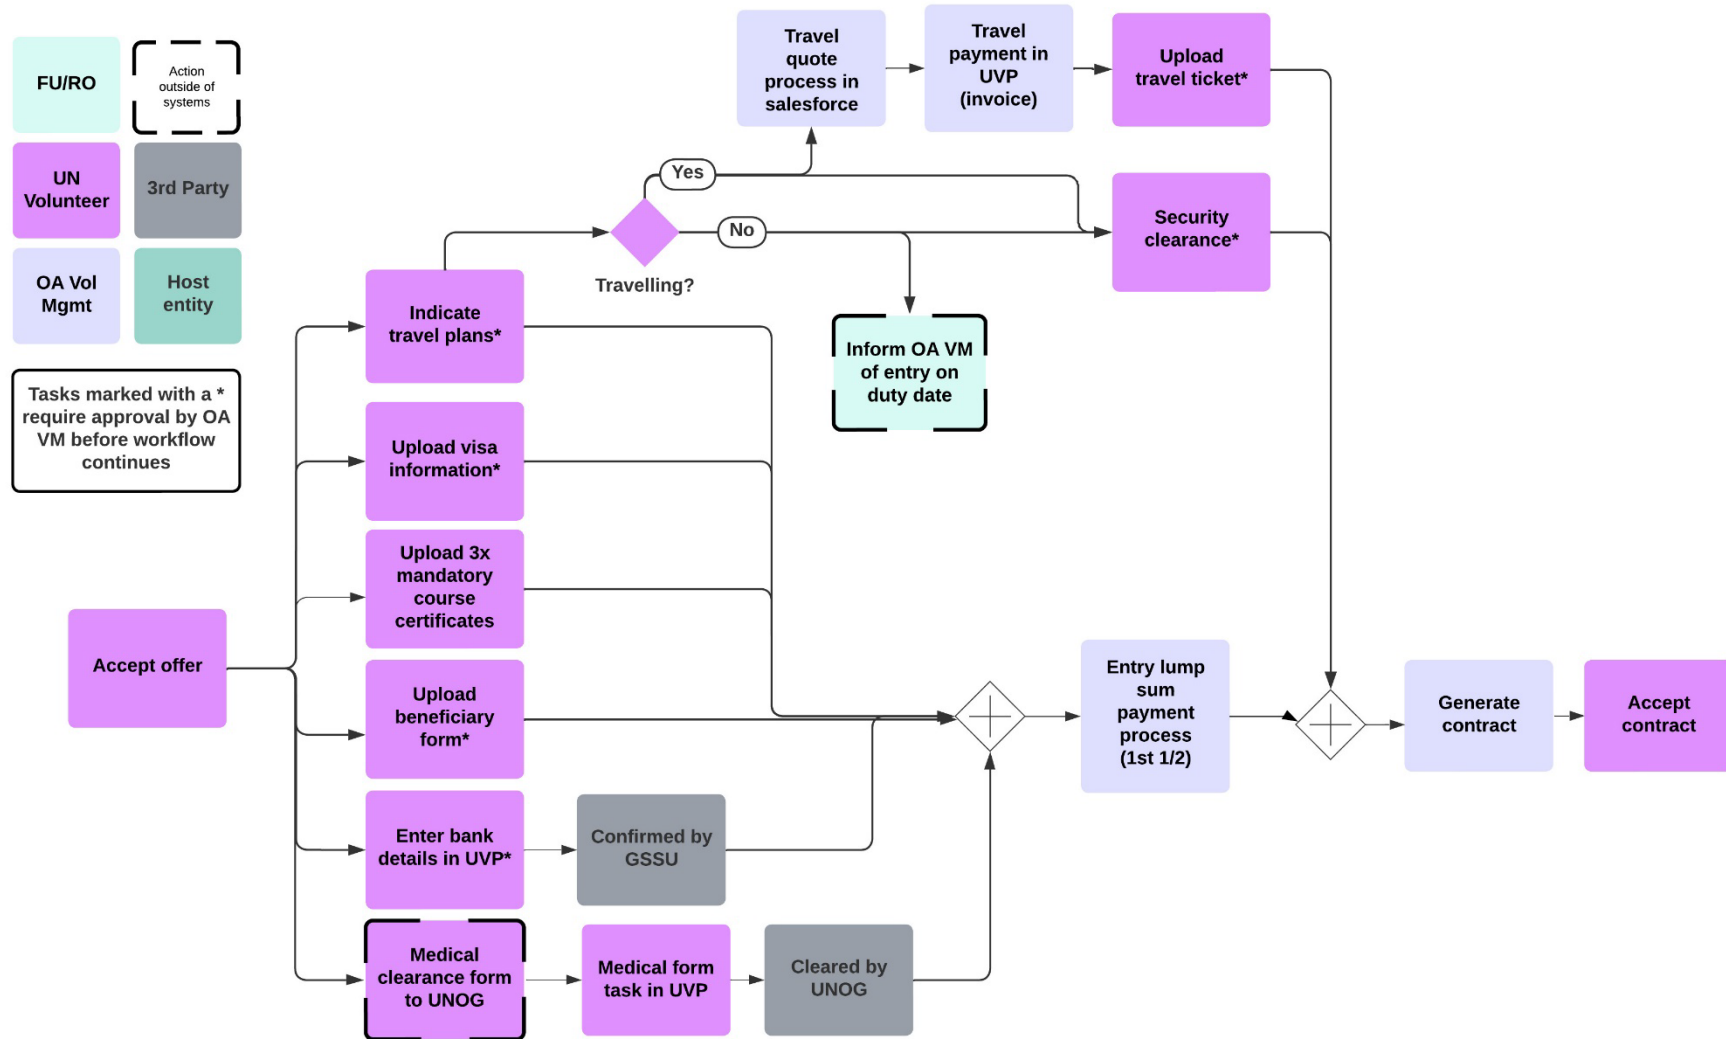 FU/RO
Action
outside of
systems
UN
Volunteer
3rd Party
OA Vol
Mgmt
Host
entity
Tasks marked with a *
require approval by OA
VM before workflow
continues
Travel
quote
process in
salesforce
Travel
payment in
UVP
(invoice)
Upload
travel ticket*
Yes
No
Travelling?
Security
clearance*
Inform OA VM
of entry on
duty date
Indicate
travel plans*
Upload visa
information*
Upload 3x
mandatory
course
certificates
Accept offer
Upload
beneficiary
form*
Enter bank
details in UVP*
Confirmed by
GSSU
Medical
clearance form
to UNOG
Medical form
task in UVP
Cleared by
UNOG
Entry lump
sum
payment
process
(1st 1/2)
Generate
contract
Accept
contract